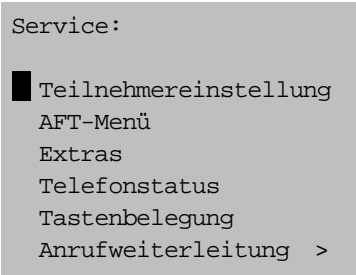 Service:
Teilnehmereinstellung
AFT-Menü
Extras
Telefonstatus
Tastenbelegung
Anrufweiterleitung >